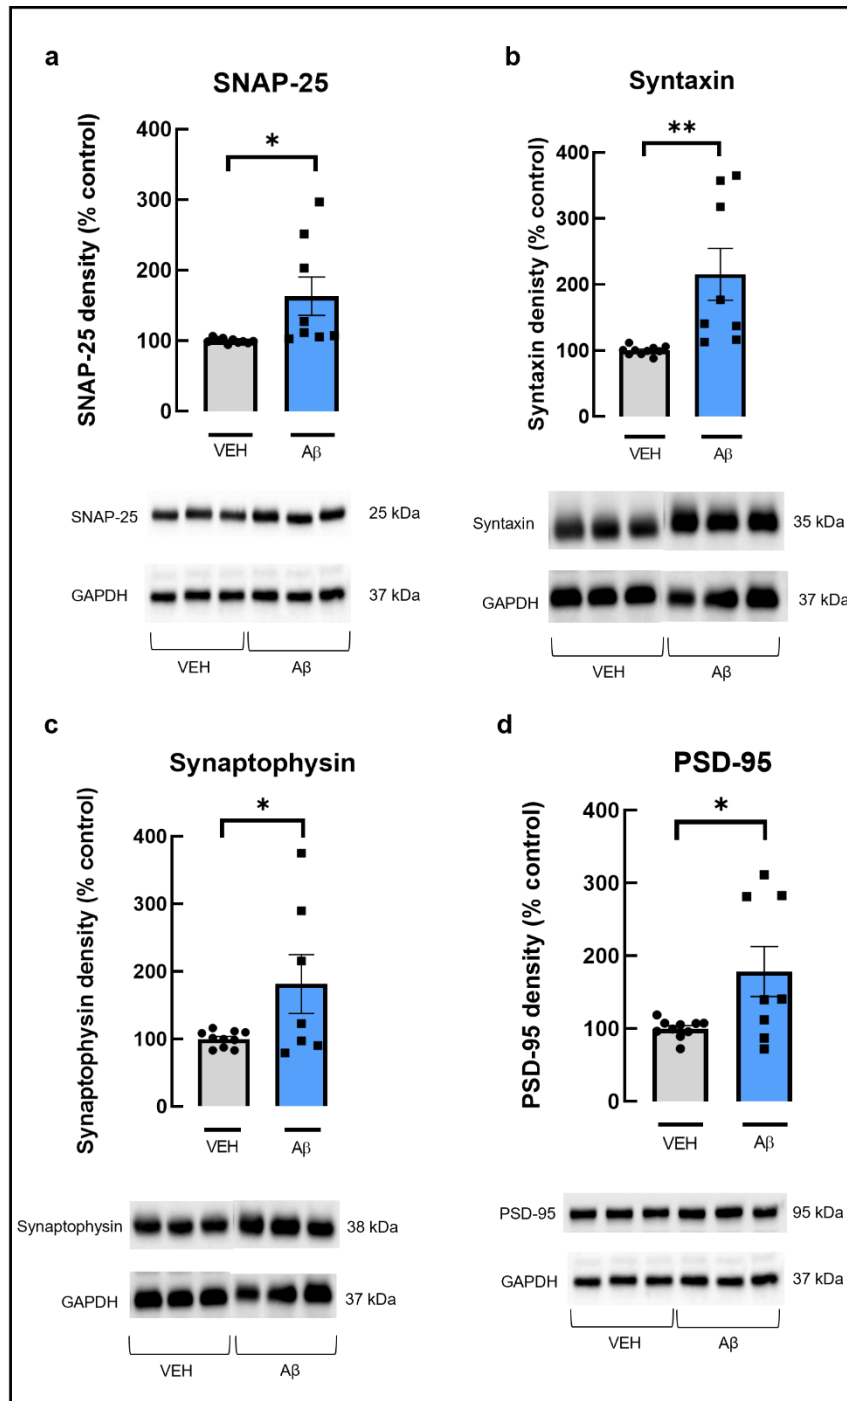 a
SNAP-25
SNAP-25 density (% control)
400
300
200
100
0
*
VEH
Aβ
SNAP-25
25 kDa
GAPDH
37 kDa
VEH
Aβ
b
Syntaxin
Syntaxin denisty (% control)
400
300
200
100
0
**
VEH
Aβ
Syntaxin
35 kDa
GAPDH
37 kDa
VEH
Aβ
c
Synaptophysin
Synaptophysin density (% control)
400
300
200
100
0
*
VEH
Aβ
Synaptophysin
38 kDa
GAPDH
37 kDa
VEH
Aβ
d
PSD-95
PSD-95 density (% control)
400
300
200
100
0
*
VEH
Aβ
PSD-95
95 kDa
GAPDH
37 kDa
VEH
Aβ